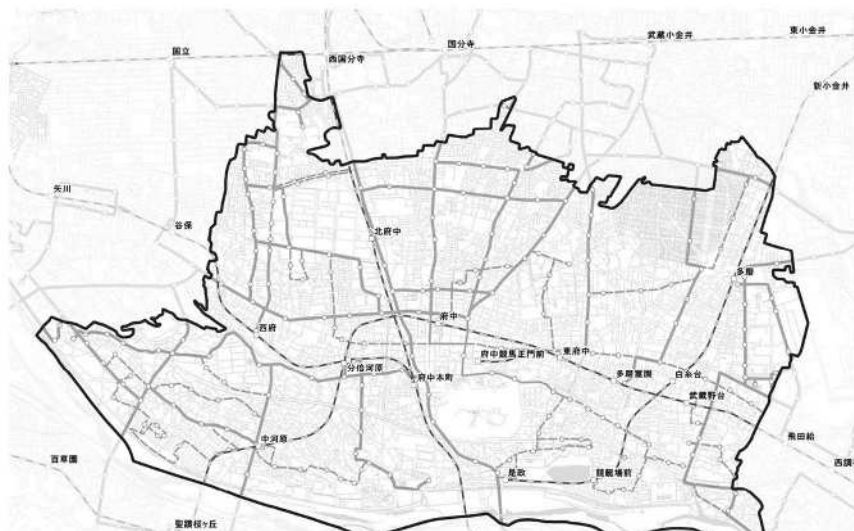 東小金井
武蔵小金井
国分寺
国立
西国分寺
新小金井
矢川
谷保
北府中
多磨
府中
西府
府中競馬正門前
東府中
分倍河原
府中本町
多磨霊園
白糸台
武蔵野台
飛田給
中河原
百草園
是政
競艇場前
西調布
聖蹟桜ヶ丘